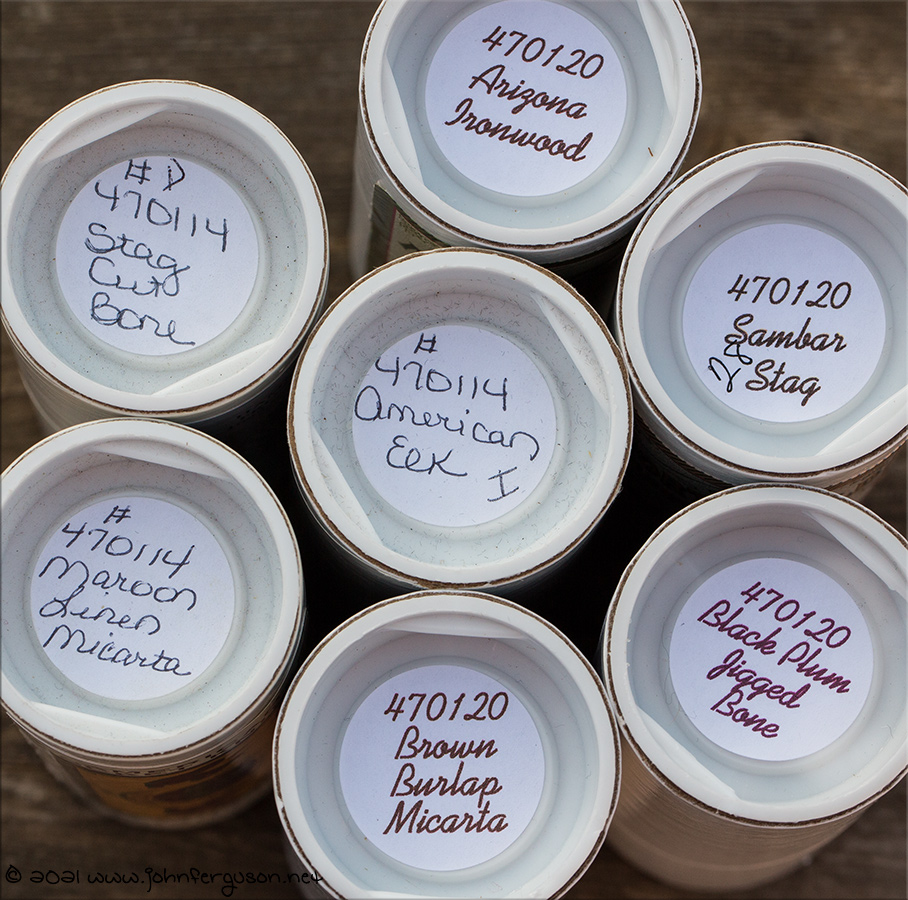 470120
Arizona
Ironwood
# D
470114
Stag
Cut
Bone
470120
Sambar
Stag
#
470114
American
Elk I
#
470114
Maroon
Linen
Micarta
470120
Black Plum
Jigged
Bone
470120
Brown
Burlap
Micarta
© 2021 www.johnferguson.net